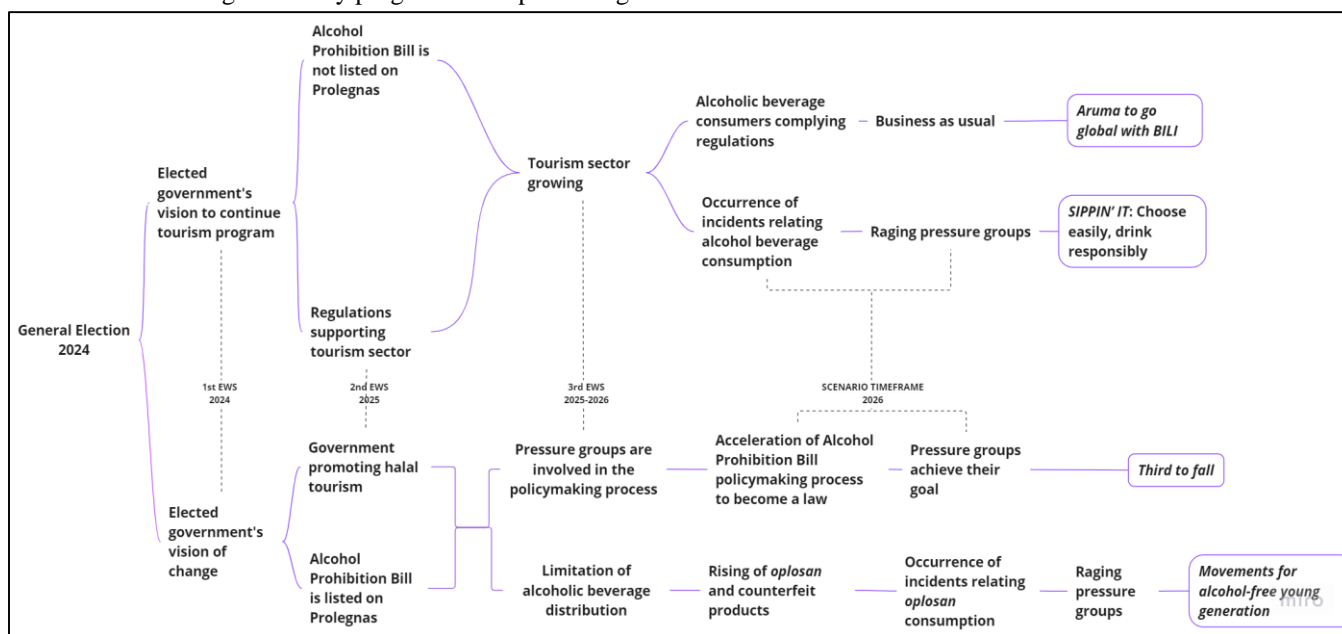 Alcohol
Prohibition Bill is
not listed on
Prolegnas
Elected
government's
vision to continue
tourism program
Regulations
supporting
tourism sector
General Election
2024
Tourism sector
growing
Alcoholic beverage
consumers complying
regulations
Business as usual
Aruma to go
global with BILI
Occurrence of
incidents relating
alcohol beverage
consumption
Raging pressure groups
SIPPIN' IT: Choose
easily, drink
responsibly
1st EWS
2024
2nd EWS
2025
3rd EWS
2025-2026
SCENARIO TIMEFRAME
2026
Elected
government's
vision of
change
Government
promoting halal
tourism
Alcohol
Prohibition Bill
is listed on
Prolegnas
Pressure groups are
involved in the
policymaking process
Acceleration of Alcohol
Prohibition Bill
policymaking process
to become a law
Pressure groups
achieve their
goal
Third to fall
Limitation of
alcoholic beverage
distribution
Rising of oplosan
and counterfeit
products
Occurrence of
incidents relating
oplosan
consumption
Raging
pressure
groups
Movements for
alcohol-free young
generation
miro